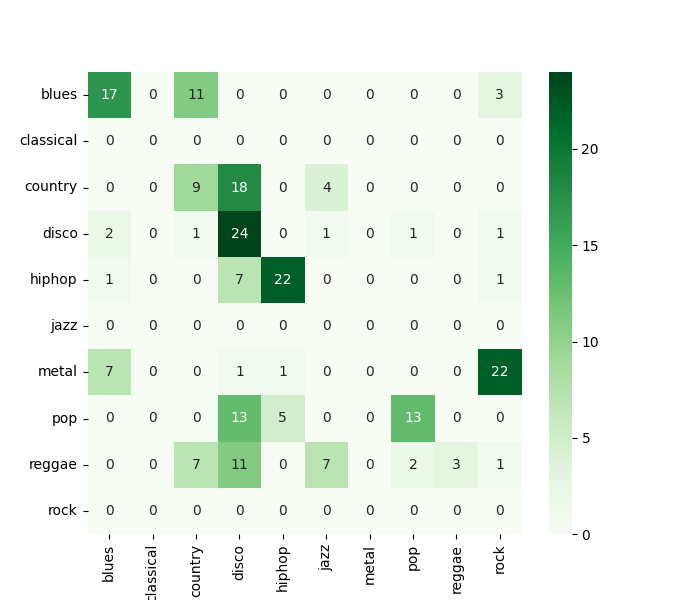 blues 17 0 11 0 0 0 0 0 0 3
classical 0 0 0 0 0 0 0 0 0 0
country 0 0 9 18 0 4 0 0 0 0
disco 2 0 1 24 0 1 0 1 0 1
hiphop 1 0 0 7 22 0 0 0 0 1
jazz 0 0 0 0 0 0 0 0 0 0
metal 7 0 0 1 1 0 0 0 0 22
pop 0 0 0 13 5 0 0 13 0 0
reggae 0 0 7 11 0 7 0 2 3 1
rock 0 0 0 0 0 0 0 0 0 0
blues classical country disco hiphop jazz metal pop reggae rock
20
15
10
5
0